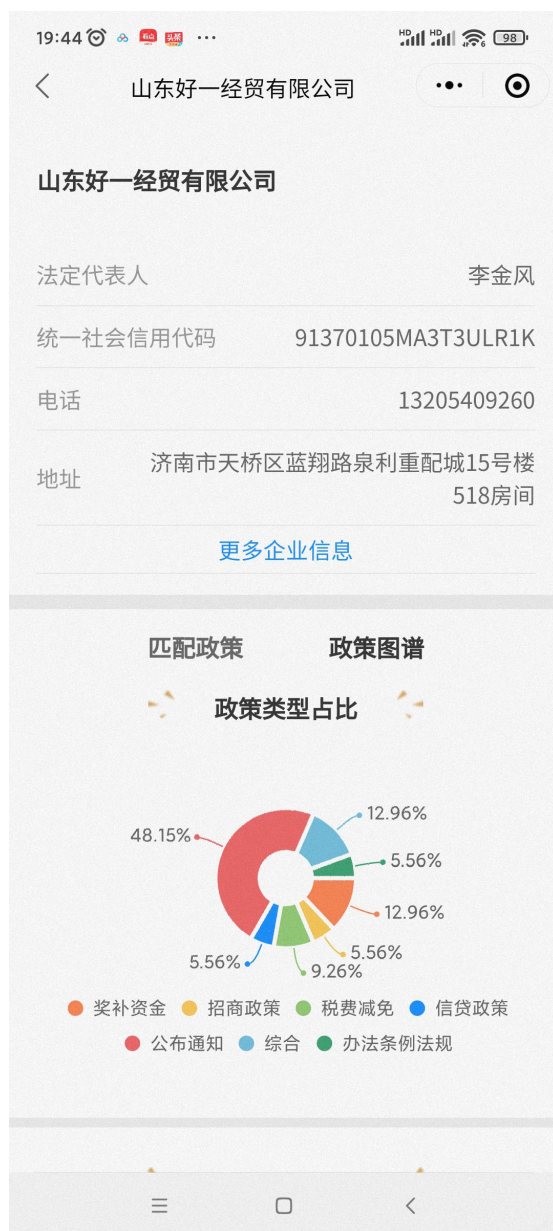 19:44 ··· HD HD 6 98
山东好一经贸有限公司
山东好一经贸有限公司
法定代表人 李金风
统一社会信用代码 91370105MA3T3ULR1K
电话 13205409260
地址 济南市天桥区蓝翔路泉利重配城15号楼
518房间
更多企业信息
匹配政策 政策图谱
政策类型占比
12.96%
48.15%
5.56%
12.96%
5.56%
5.56%
9.26%
奖补资金 招商政策 税费减免 信贷政策
公布通知 综合 办法条例法规